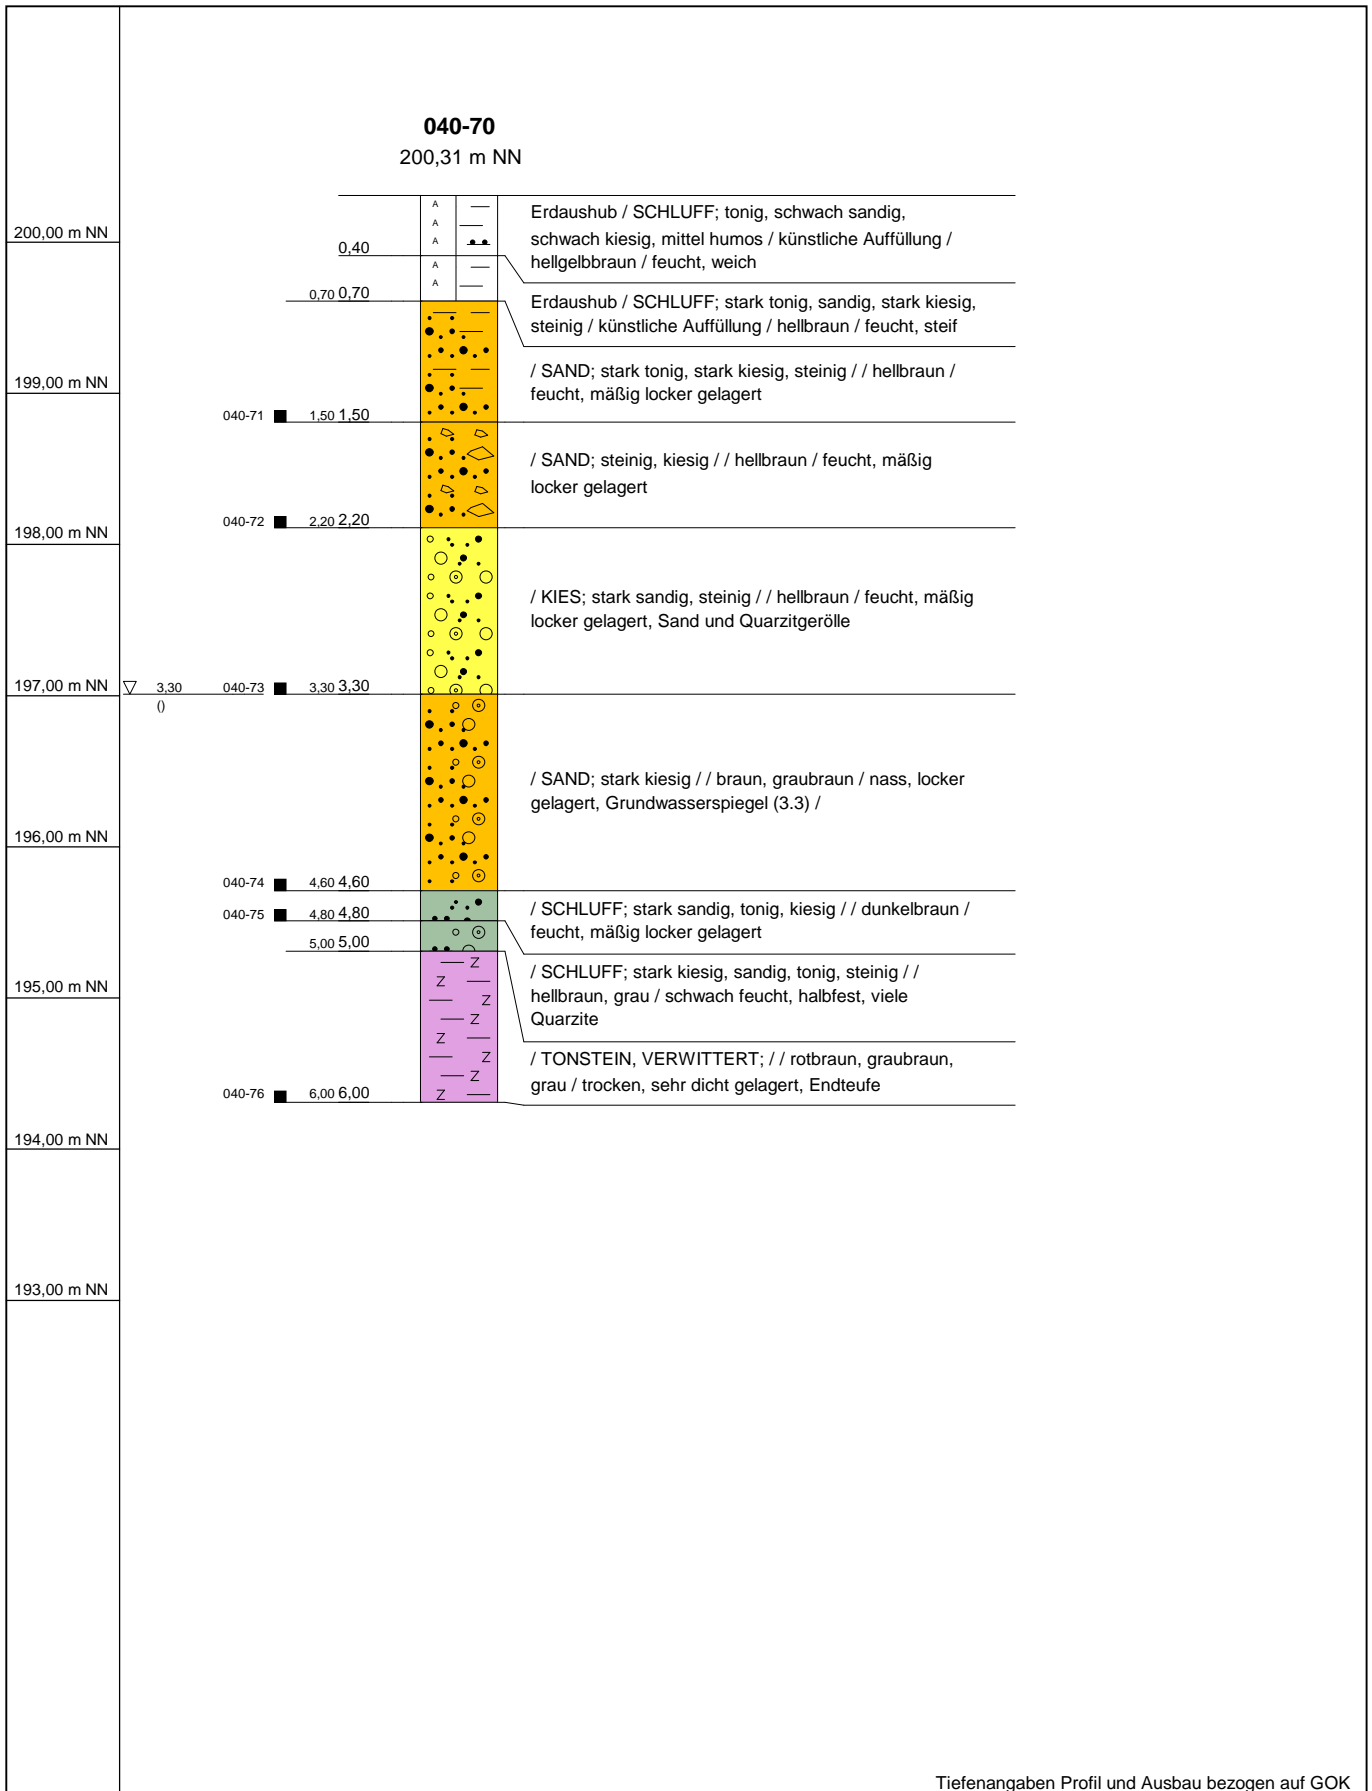 040-70
200,31 m NN
A
A
A
Erdaushub / SCHLUFF; tonig, schwach sandig,
schwach kiesig, mittel humos / künstliche Auffüllung /
hellgelbbraun / feucht, weich
200,00 m NN
0,40
A
A
0,70 0,70
Erdaushub / SCHLUFF; stark tonig, sandig, stark kiesig,
steinig / künstliche Auffüllung / hellbraun / feucht, steif
/ SAND; stark tonig, stark kiesig, steinig / / hellbraun /
feucht, mäßig locker gelagert
199,00 m NN
040-71 1,50 1,50
/ SAND; steinig, kiesig / / hellbraun / feucht, mäßig
locker gelagert
040-72 2,20 2,20
198,00 m NN
/ KIES; stark sandig, steinig / / hellbraun / feucht, mäßig
locker gelagert, Sand und Quarzitgerölle
197,00 m NN
3,30
()
040-73 3,30 3,30
/ SAND; stark kiesig / / braun, graubraun / nass, locker
gelagert, Grundwasserspiegel (3.3) /
196,00 m NN
040-74 4,60 4,60
/ SCHLUFF; stark sandig, tonig, kiesig / / dunkelbraun /
feucht, mäßig locker gelagert
040-75 4,80 4,80
5,00 5,00
/ SCHLUFF; stark kiesig, sandig, tonig, steinig / /
hellbraun, grau / schwach feucht, halbfest, viele
Quarzite
195,00 m NN
Z
Z
Z
Z
Z
Z
Z
Z
/ TONSTEIN, VERWITTERT; / / rotbraun, graubraun,
grau / trocken, sehr dicht gelagert, Endteufe
040-76 6,00 6,00
194,00 m NN
193,00 m NN
Tiefenangaben Profil und Ausbau bezogen auf GOK